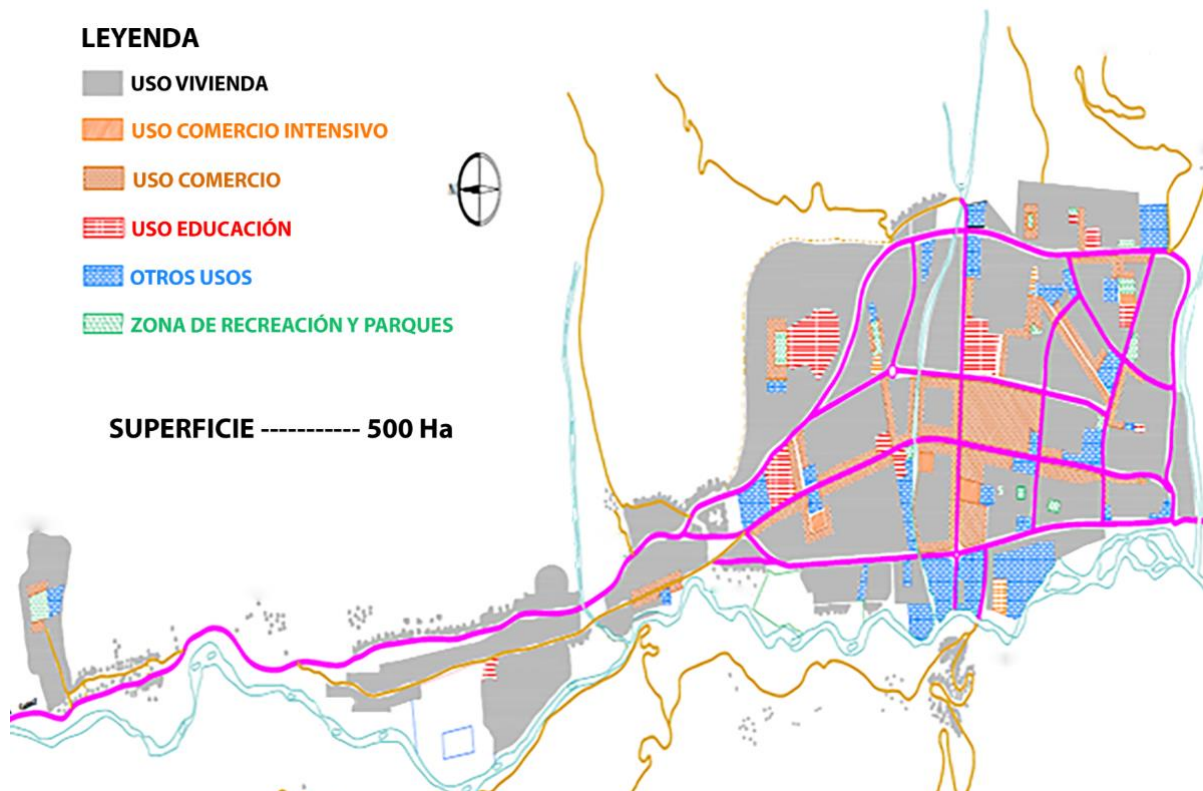 LEYENDA
USO VIVIENDA
USO COMERCIO INTENSIVO
USO COMERCIO
USO EDUCACIÓN
OTROS USOS
ZONA DE RECREACIÓN Y PARQUES
SUPERFICIE ----------- 500 Ha